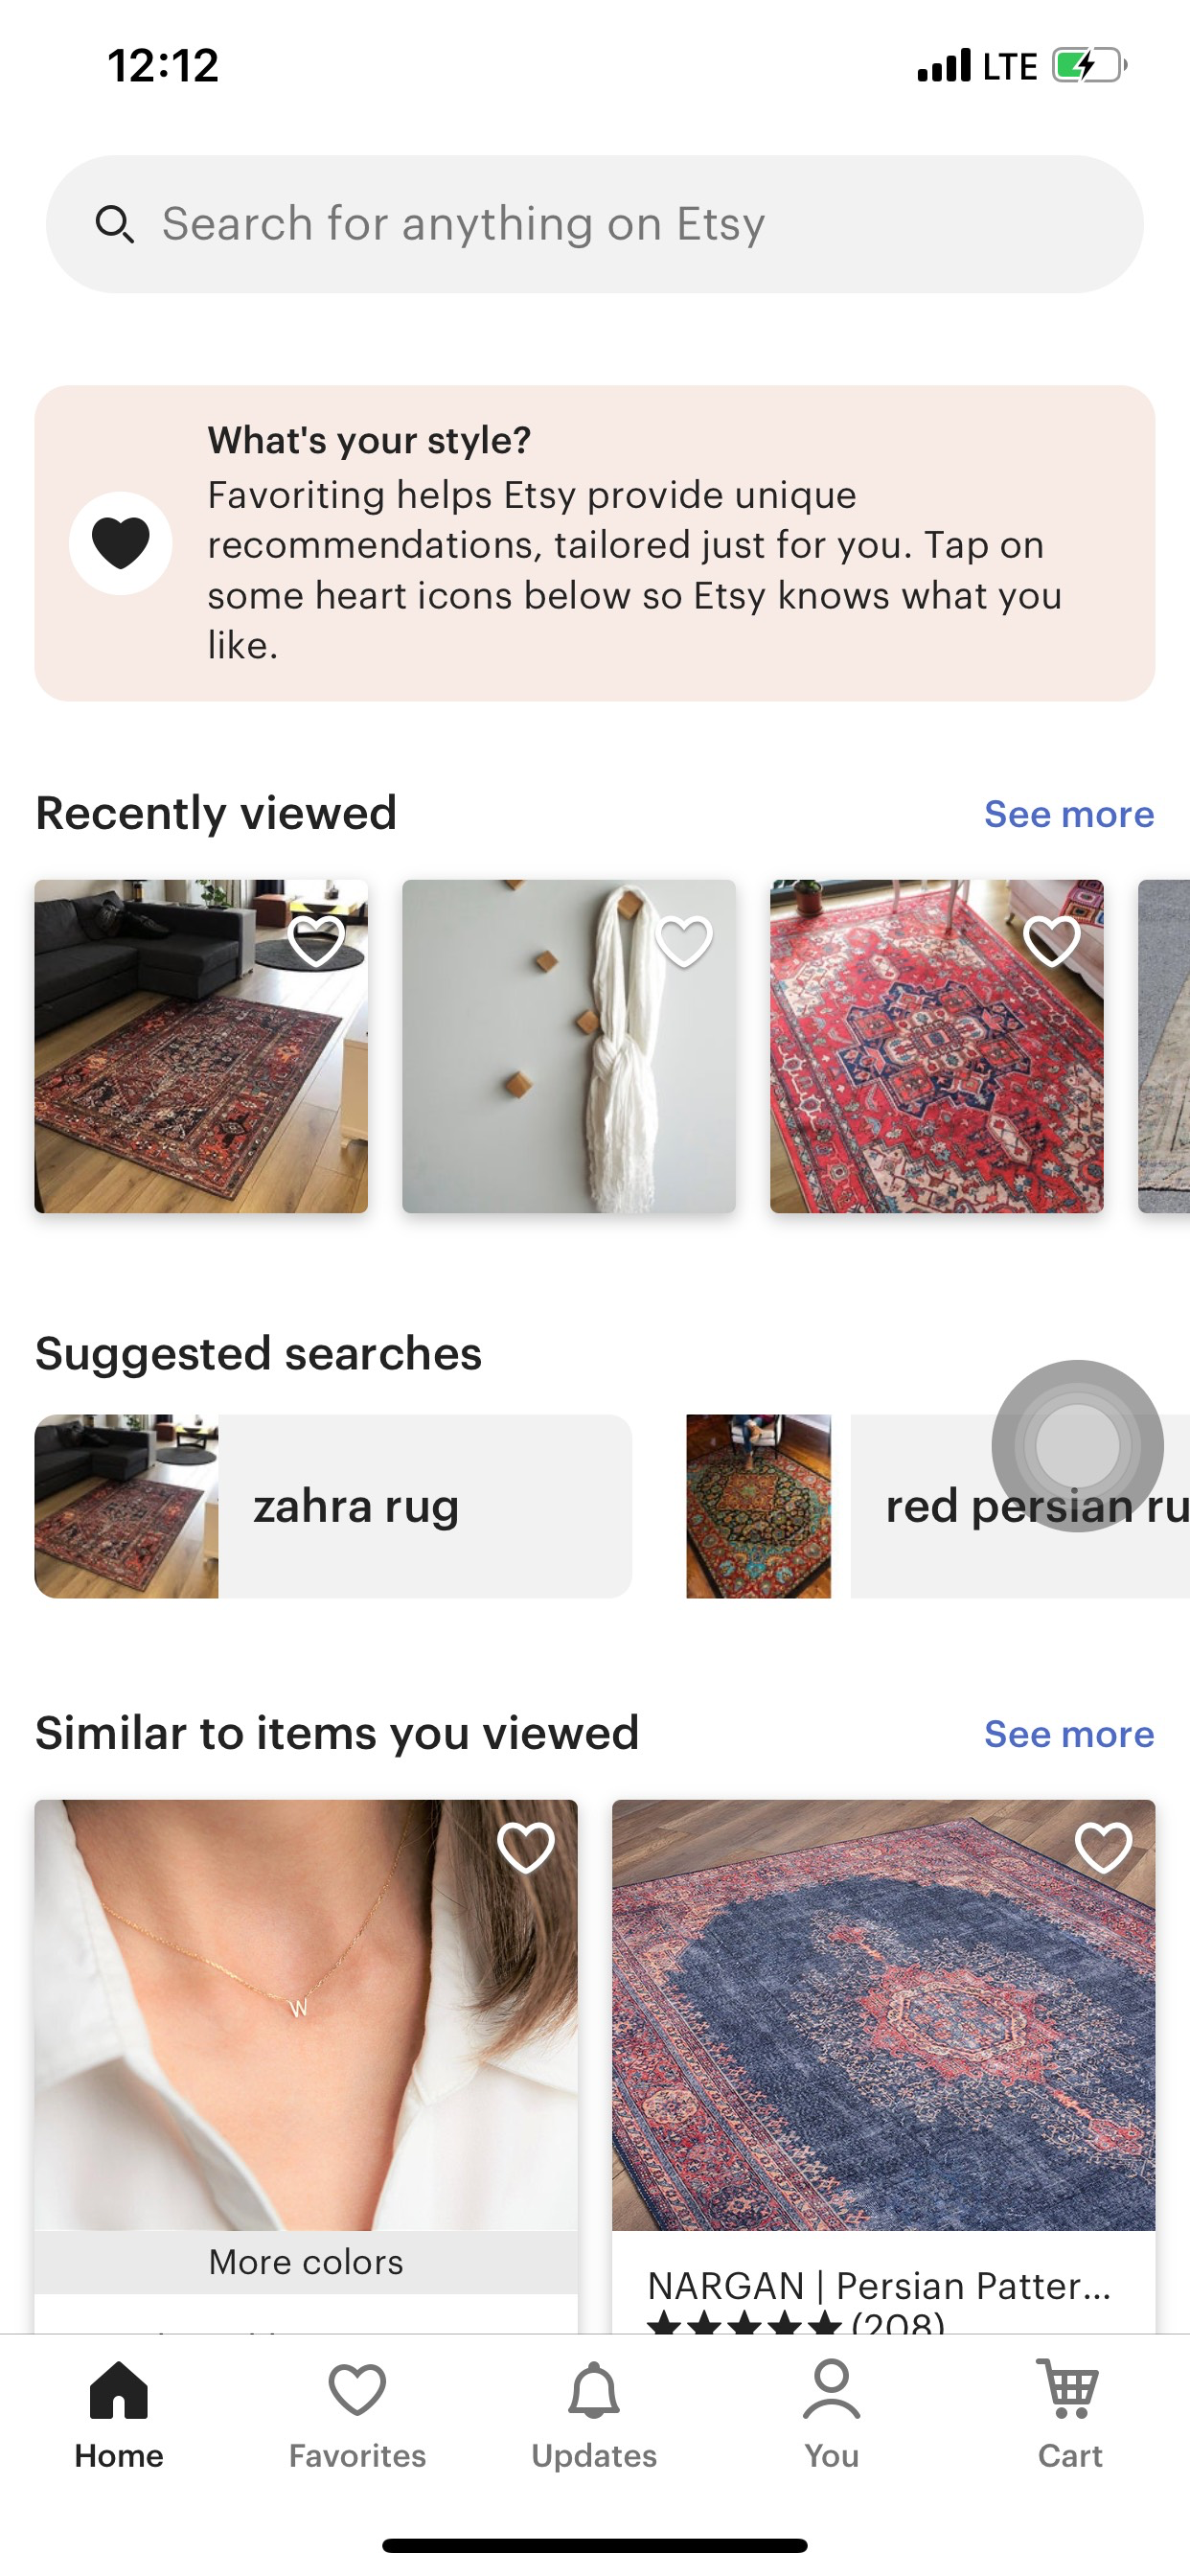 12:12
LTE
Search for anything on Etsy
What's your style?
Favoriting helps Etsy provide unique
recommendations, tailored just for you. Tap on
some heart icons below so Etsy knows what you
like.
Recently viewed
See more
Suggested searches
zahra rug
red persian ru
Similar to items you viewed
See more
W
More colors
NARGAN | Persian Patter...
(208)
Home
Favorites
Updates
You
Cart